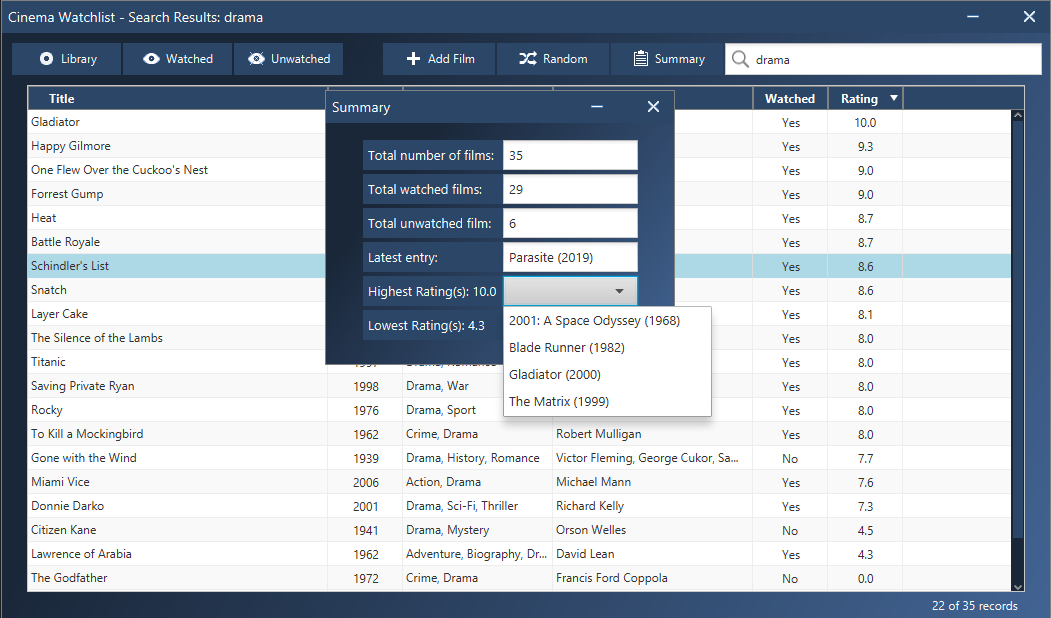 Cinema Watchlist - Search Results: drama
Library Watched Unwatched Add Film Random Summary drama
Title Watched Rating
Summary
Gladiator Yes 10.0
Happy Gilmore Yes 9.3
Total number of films: 35
One Flew Over the Cuckoo's Nest Yes 9.0
Total watched films: 29
Forrest Gump Yes 9.0
Heat Yes 8.7
Total unwatched film: 6
Battle Royale Yes 8.7
Latest entry: Parasite (2019)
Schindler's List Yes 8.6
Highest Rating(s): 10.0
Snatch Yes 8.6
Layer Cake Yes 8.1
2001: A Space Odyssey (1968)
Lowest Rating(s): 4.3
The Silence of the Lambs Yes 8.0
Blade Runner (1982)
Titanic Yes 8.0
Gladiator (2000)
Saving Private Ryan 1998 Drama, War Yes 8.0
The Matrix (1999)
Rocky 1976 Drama, Sport Yes 8.0
To Kill a Mockingbird 1962 Crime, Drama Robert Mulligan Yes 8.0
Gone with the Wind 1939 Drama, History, Romance Victor Fleming, George Cukor, Sa... No 7.7
Miami Vice 2006 Action, Drama Michael Mann Yes 7.6
Donnie Darko 2001 Drama, Sci-Fi, Thriller Richard Kelly Yes 7.3
Citizen Kane 1941 Drama, Mystery Orson Welles No 4.5
Lawrence of Arabia 1962 Adventure, Biography, Dr... David Lean Yes 4.3
The Godfather 1972 Crime, Drama Francis Ford Coppola No 0.0
22 of 35 records